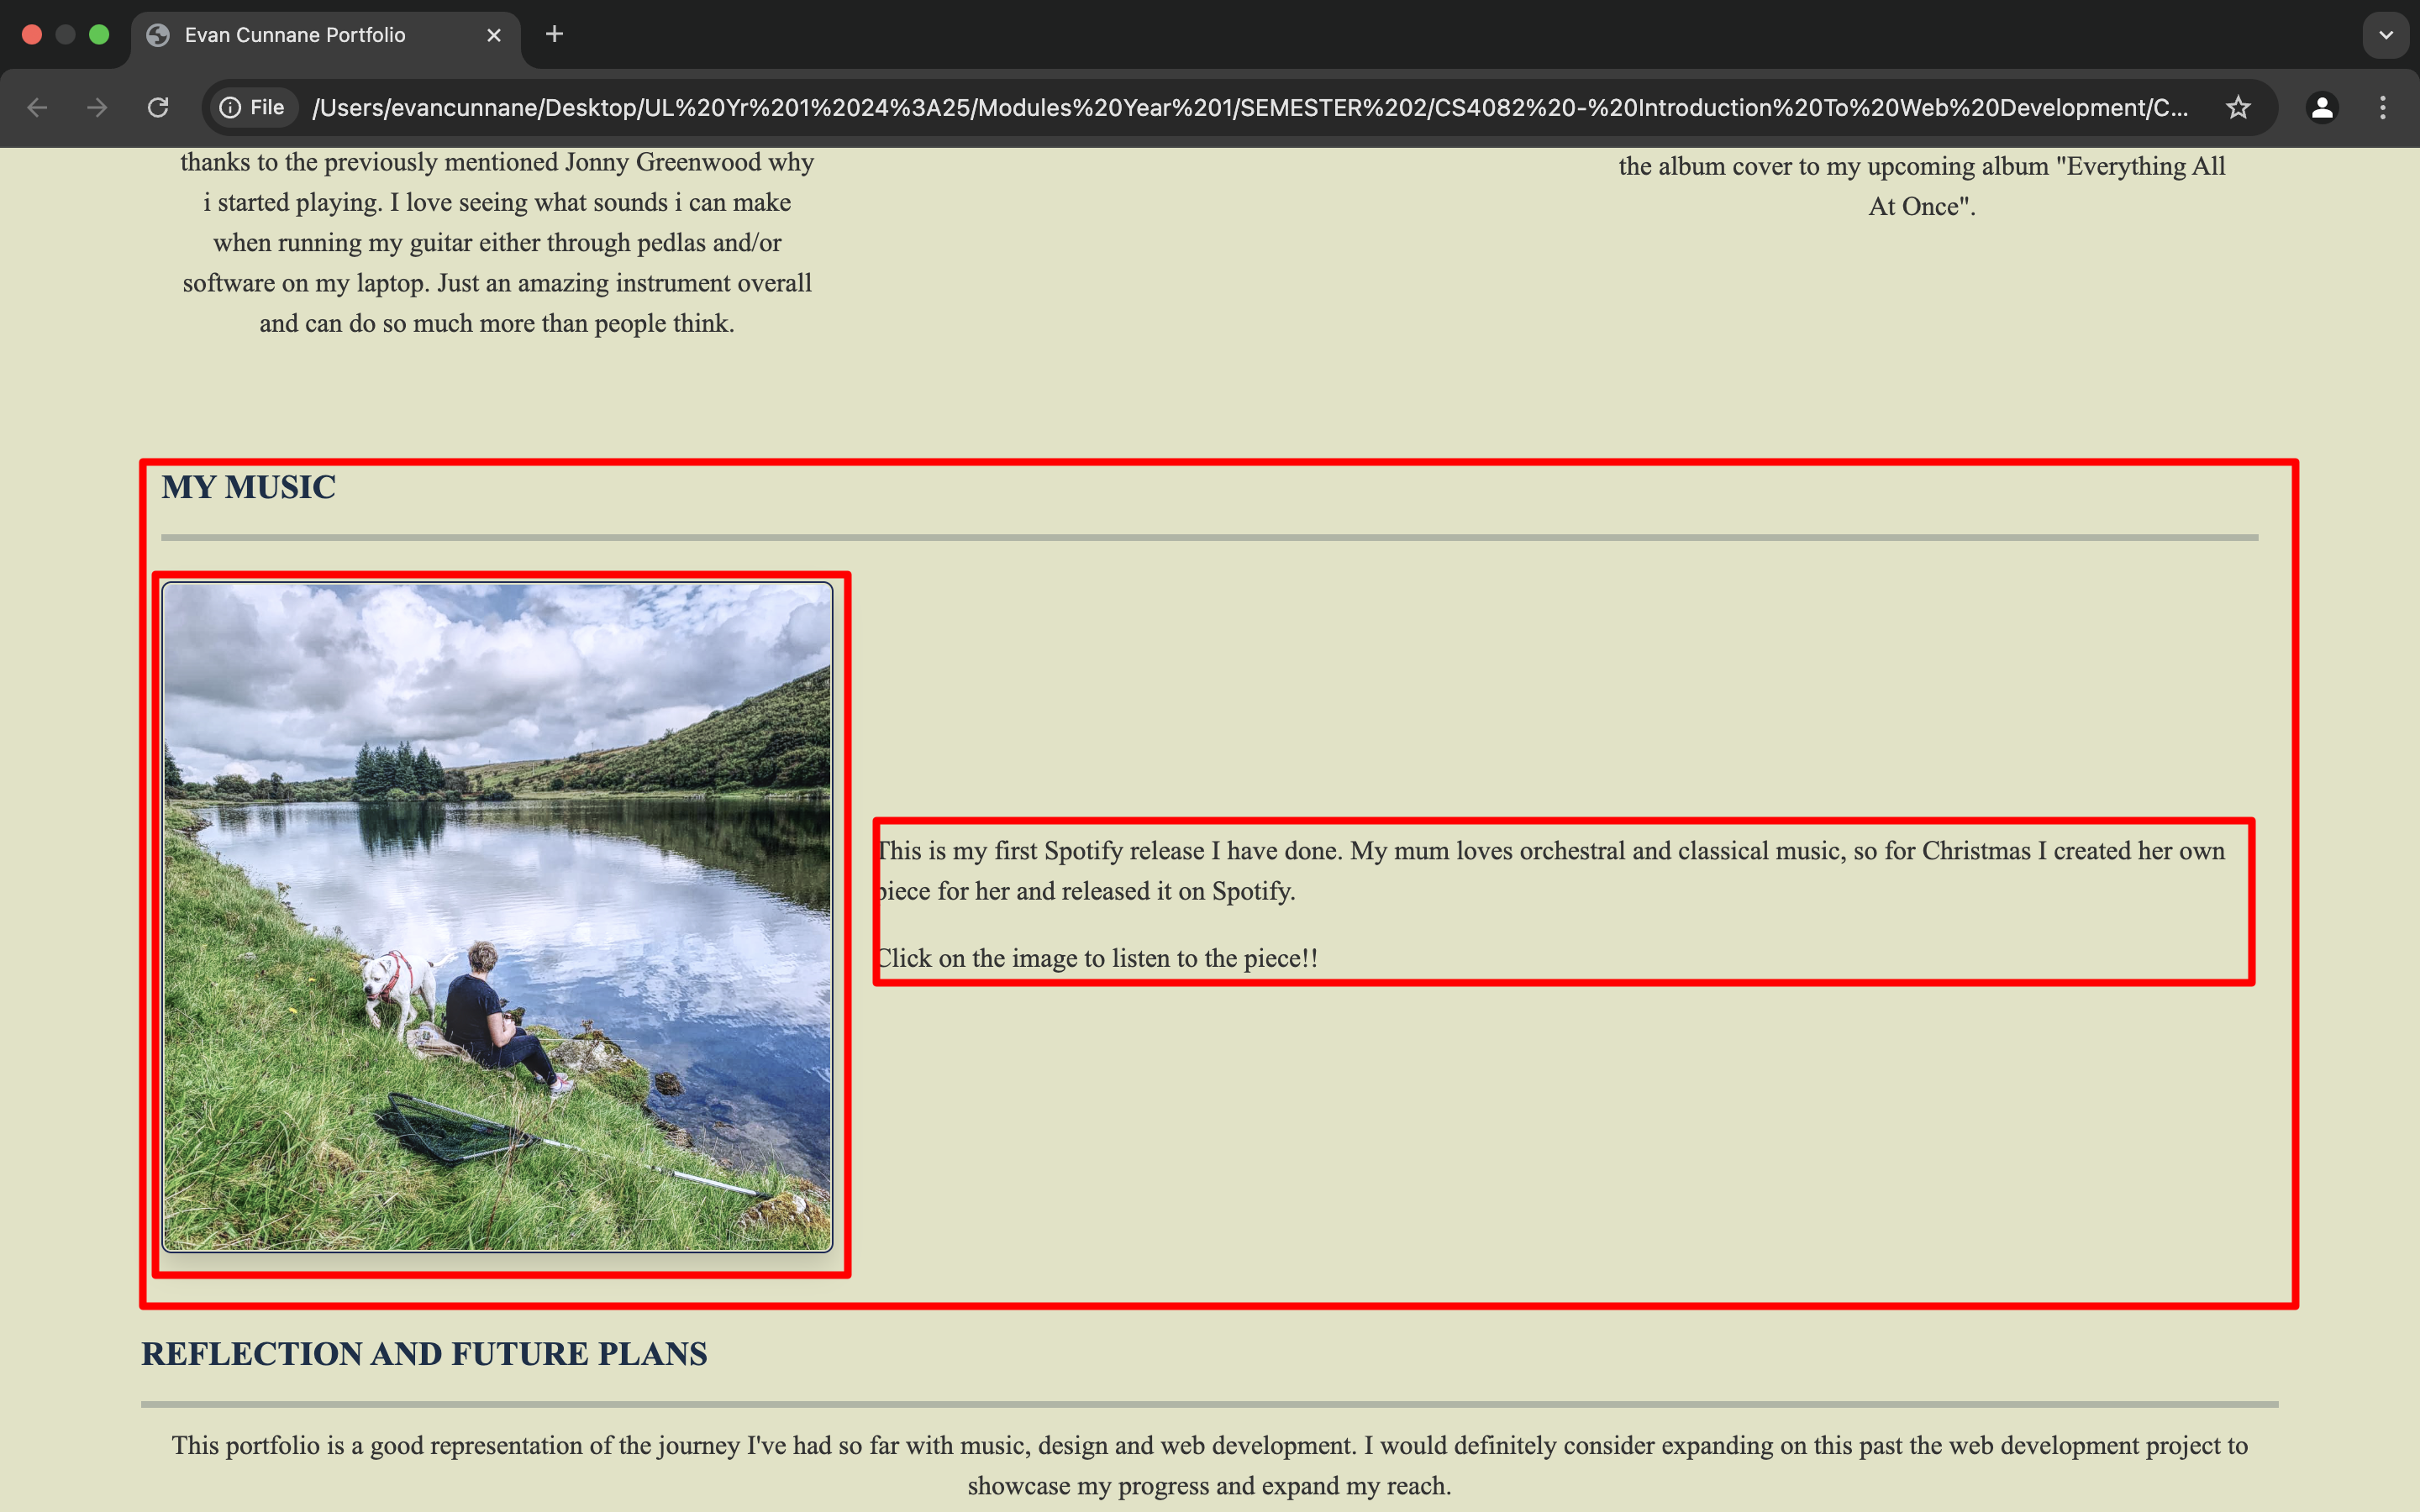 Evan Cunnane Portfolio
File /Users/evancunnane/Desktop/UL%20Yr%201%2024%3A25/Modules%20Year%201/SEMESTER%202/CS4082%20-%20Introduction%20To%20Web%20Development/C...
thanks to the previously mentioned Jonny Greenwood why
i started playing. I love seeing what sounds i can make
when running my guitar either through pedlas and/or
software on my laptop. Just an amazing instrument overall
and can do so much more than people think.
the album cover to my upcoming album "Everything All
At Once".
MY MUSIC
This is my first Spotify release I have done. My mum loves orchestral and classical music, so for Christmas I created her own
piece for her and released it on Spotify.
Click on the image to listen to the piece!!
REFLECTION AND FUTURE PLANS
This portfolio is a good representation of the journey I've had so far with music, design and web development. I would definitely consider expanding on this past the web development project to
showcase my progress and expand my reach.